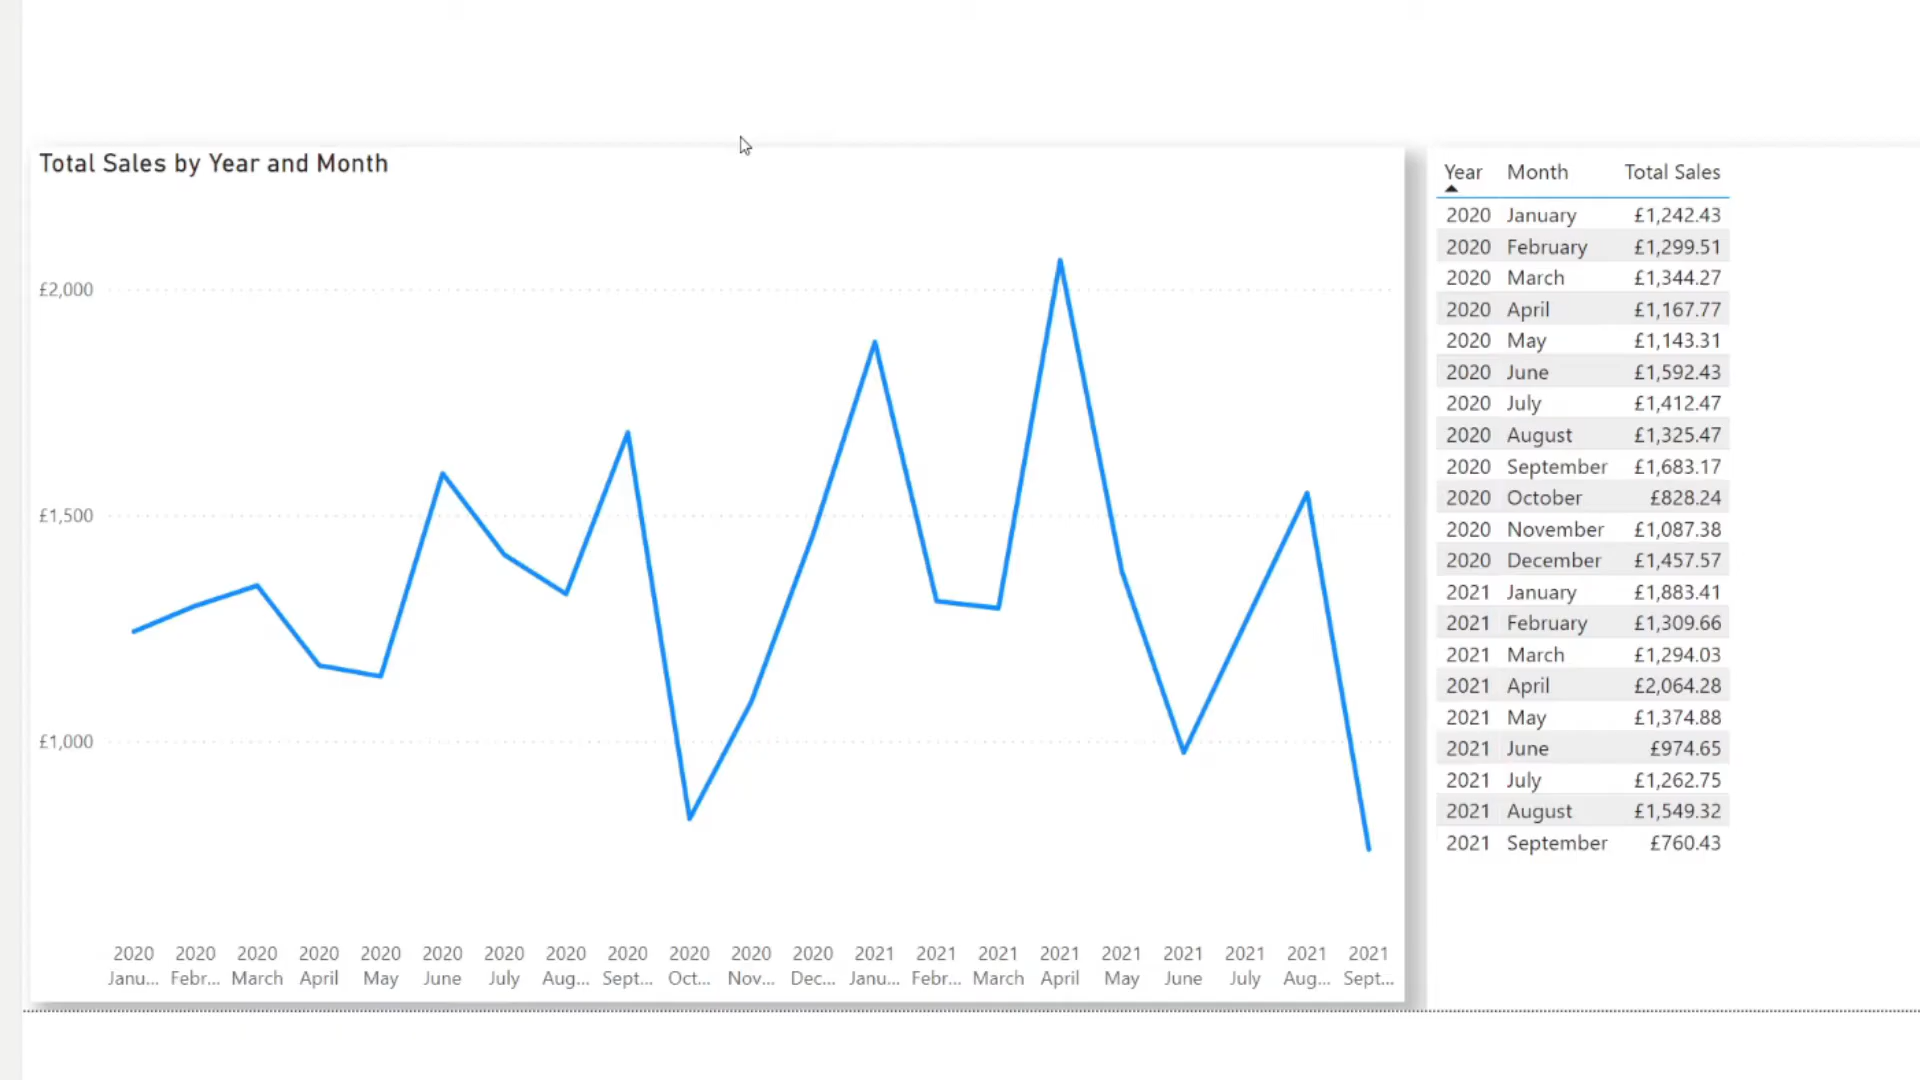 Total Sales by Year and Month
£2,000
£1,500
£1,000
2020 2020 2020 2020 2020 2020 2020 2020 2020 2020 2020 2020 2021 2021 2021 2021 2021 2021 2021 2021 2021
Janu... Febr... March April May June July Aug... Sept... Oct... Nov... Dec... Janu... Febr... March April May June July Aug... Sept...
Year Month Total Sales
2020 January £1,242.43
2020 February £1,299.51
2020 March £1,344.27
2020 April £1,167.77
2020 May £1,143.31
2020 June £1,592.43
2020 July £1,412.47
2020 August £1,325.47
2020 September £1,683.17
2020 October £828.24
2020 November £1,087.38
2020 December £1,457.57
2021 January £1,883.41
2021 February £1,309.66
2021 March £1,294.03
2021 April £2,064.28
2021 May £1,374.88
2021 June £974.65
2021 July £1,262.75
2021 August £1,549.32
2021 September £760.43